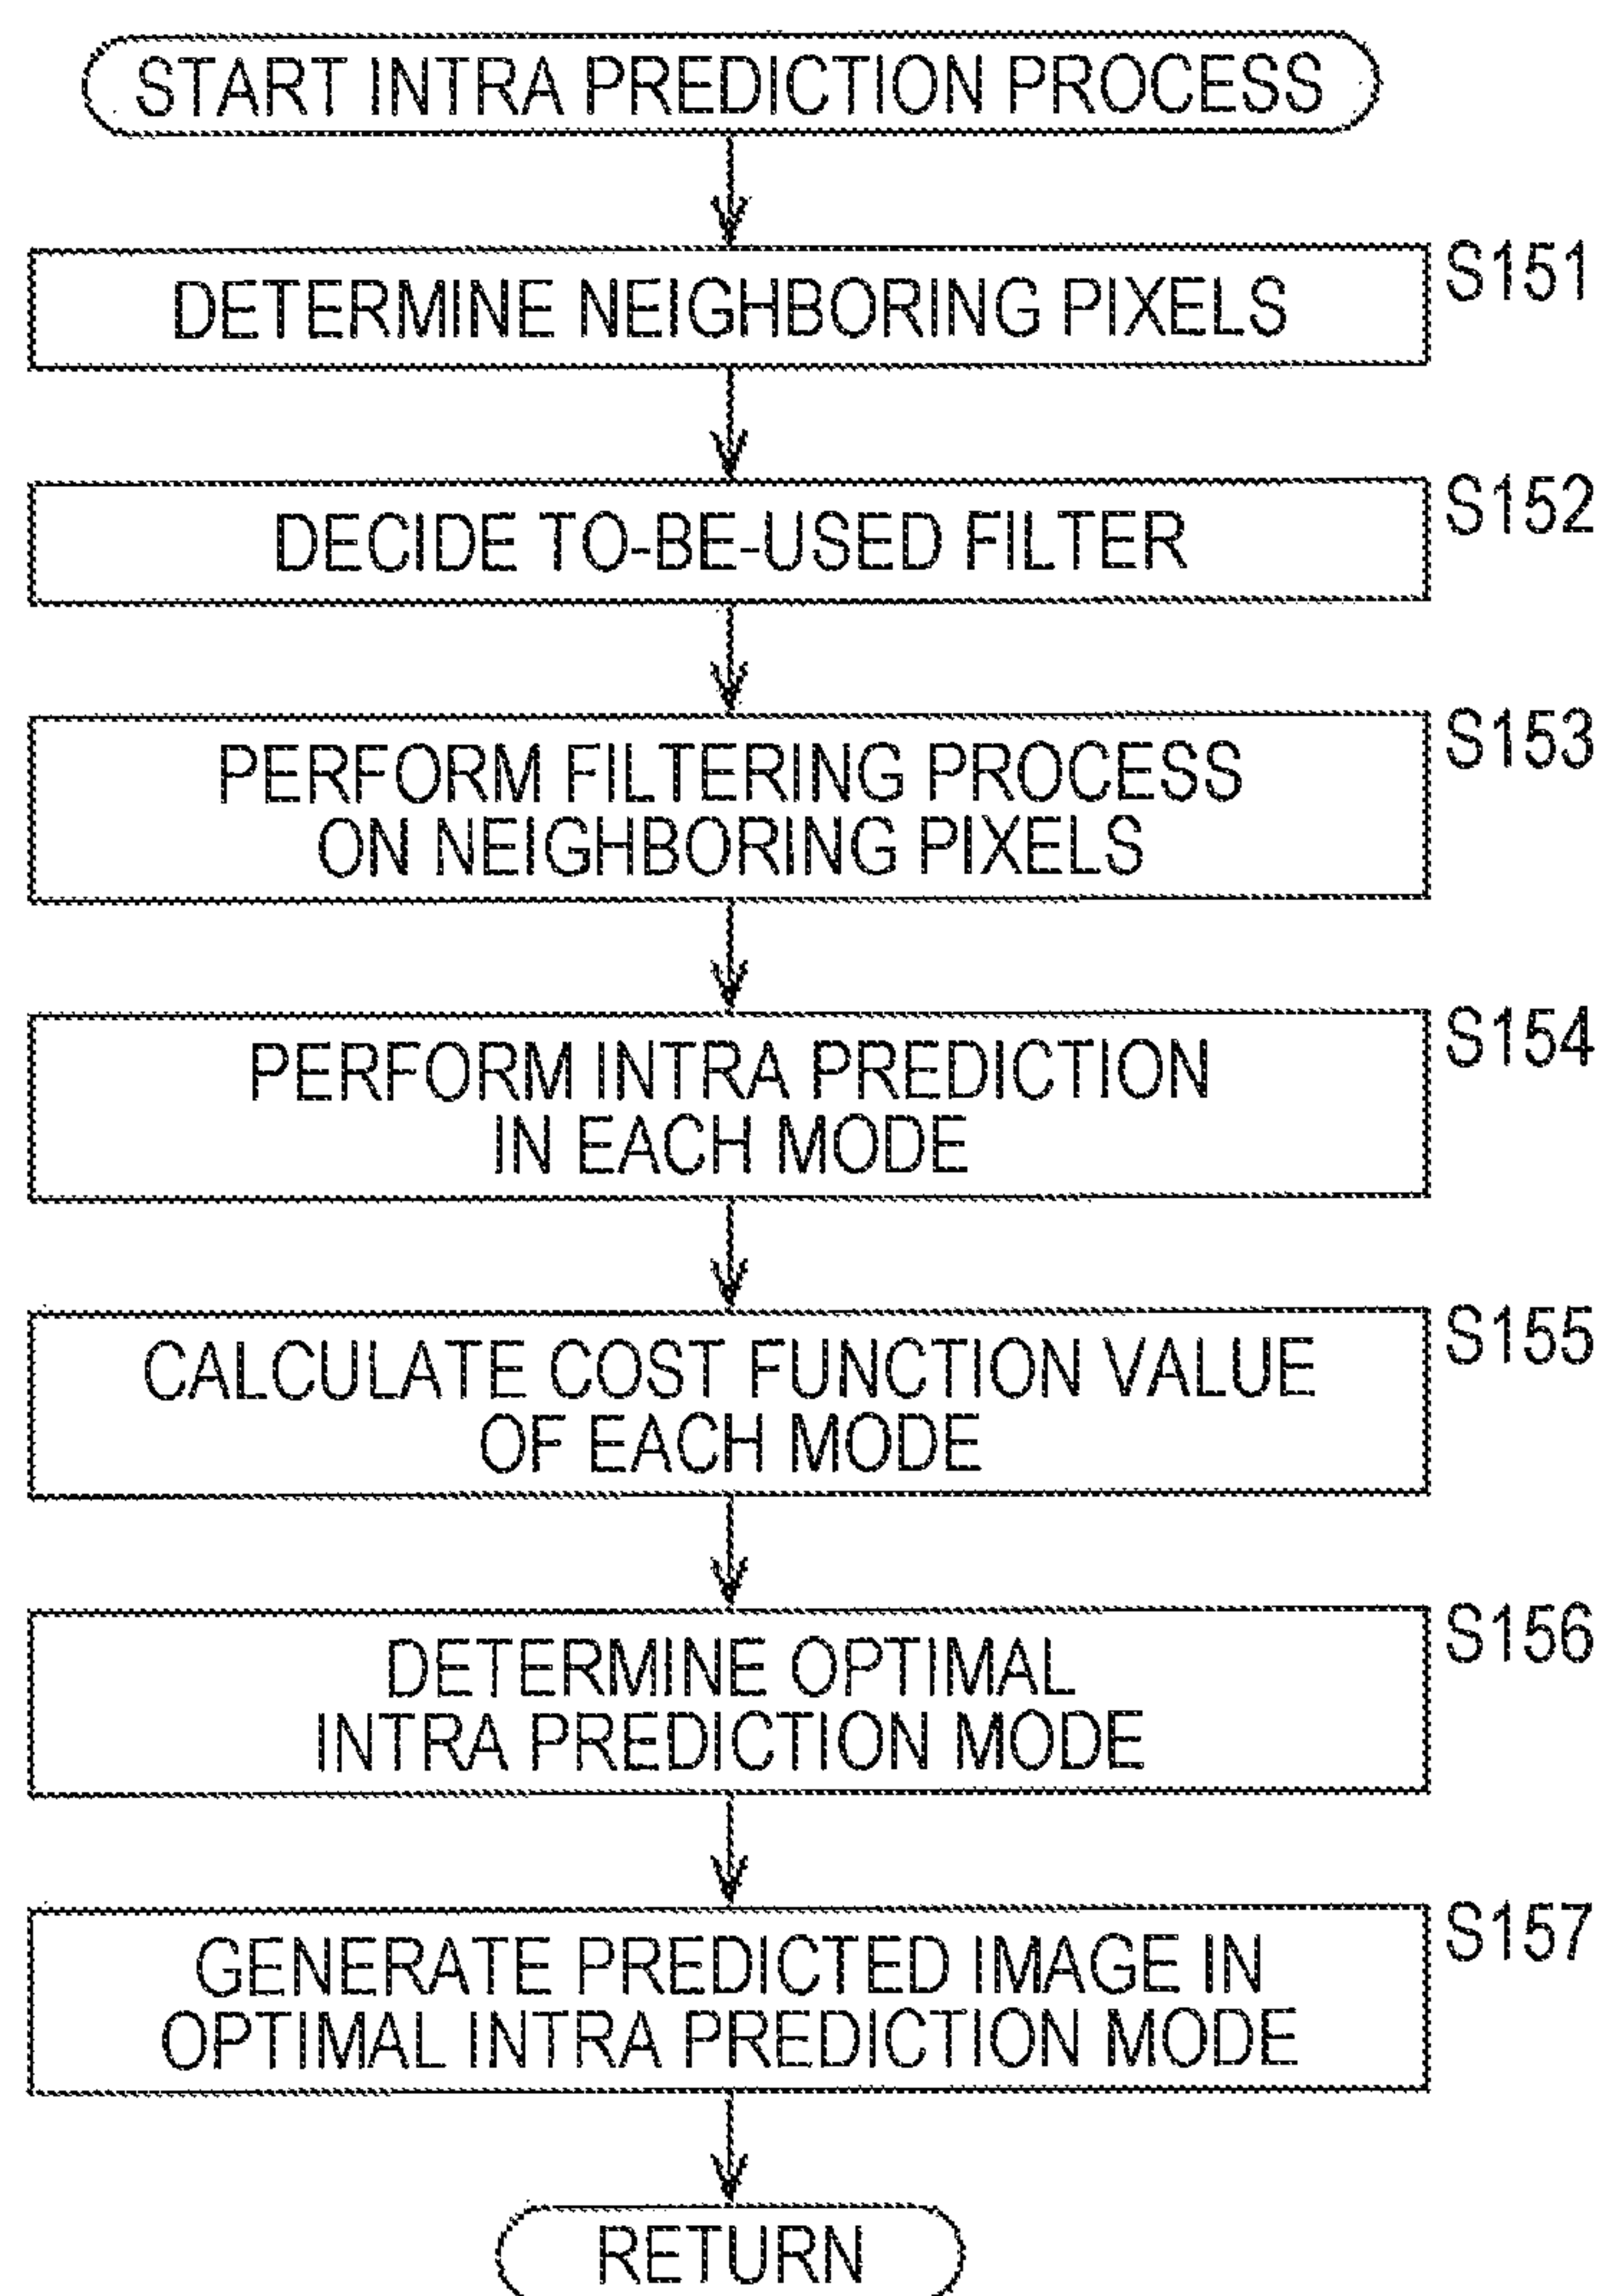 START INTRA PREDICTION PROCESS
DETERMINE NEIGHBORING PIXELS
S151
DECIDE TO-BE-USED FILTER
S152
PERFORM FILTERING PROCESS
ON NEIGHBORING PIXELS
S153
PERFORM INTRA PREDICTION
IN EACH MODE
S154
CALCULATE COST FUNCTION VALUE
OF EACH MODE
S155
DETERMINE OPTIMAL
INTRA PREDICTION MODE
S156
GENERATE PREDICTED IMAGE IN
OPTIMAL INTRA PREDICTION MODE
S157
RETURN